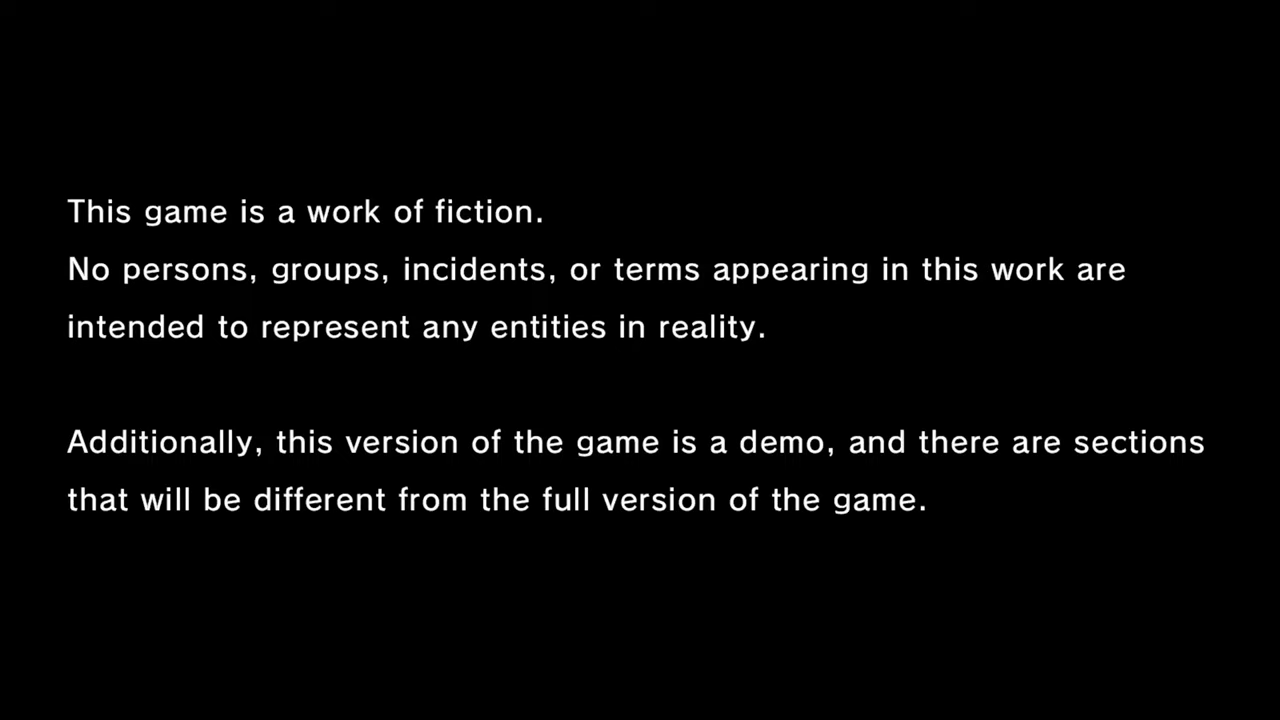 This game is a work of fiction.
No persons, groups, incidents, or terms appearing in this work are
intended to represent any entities in reality.
Additionally, this version of the game is a demo, and there are sections
that will be different from the full version of the game.